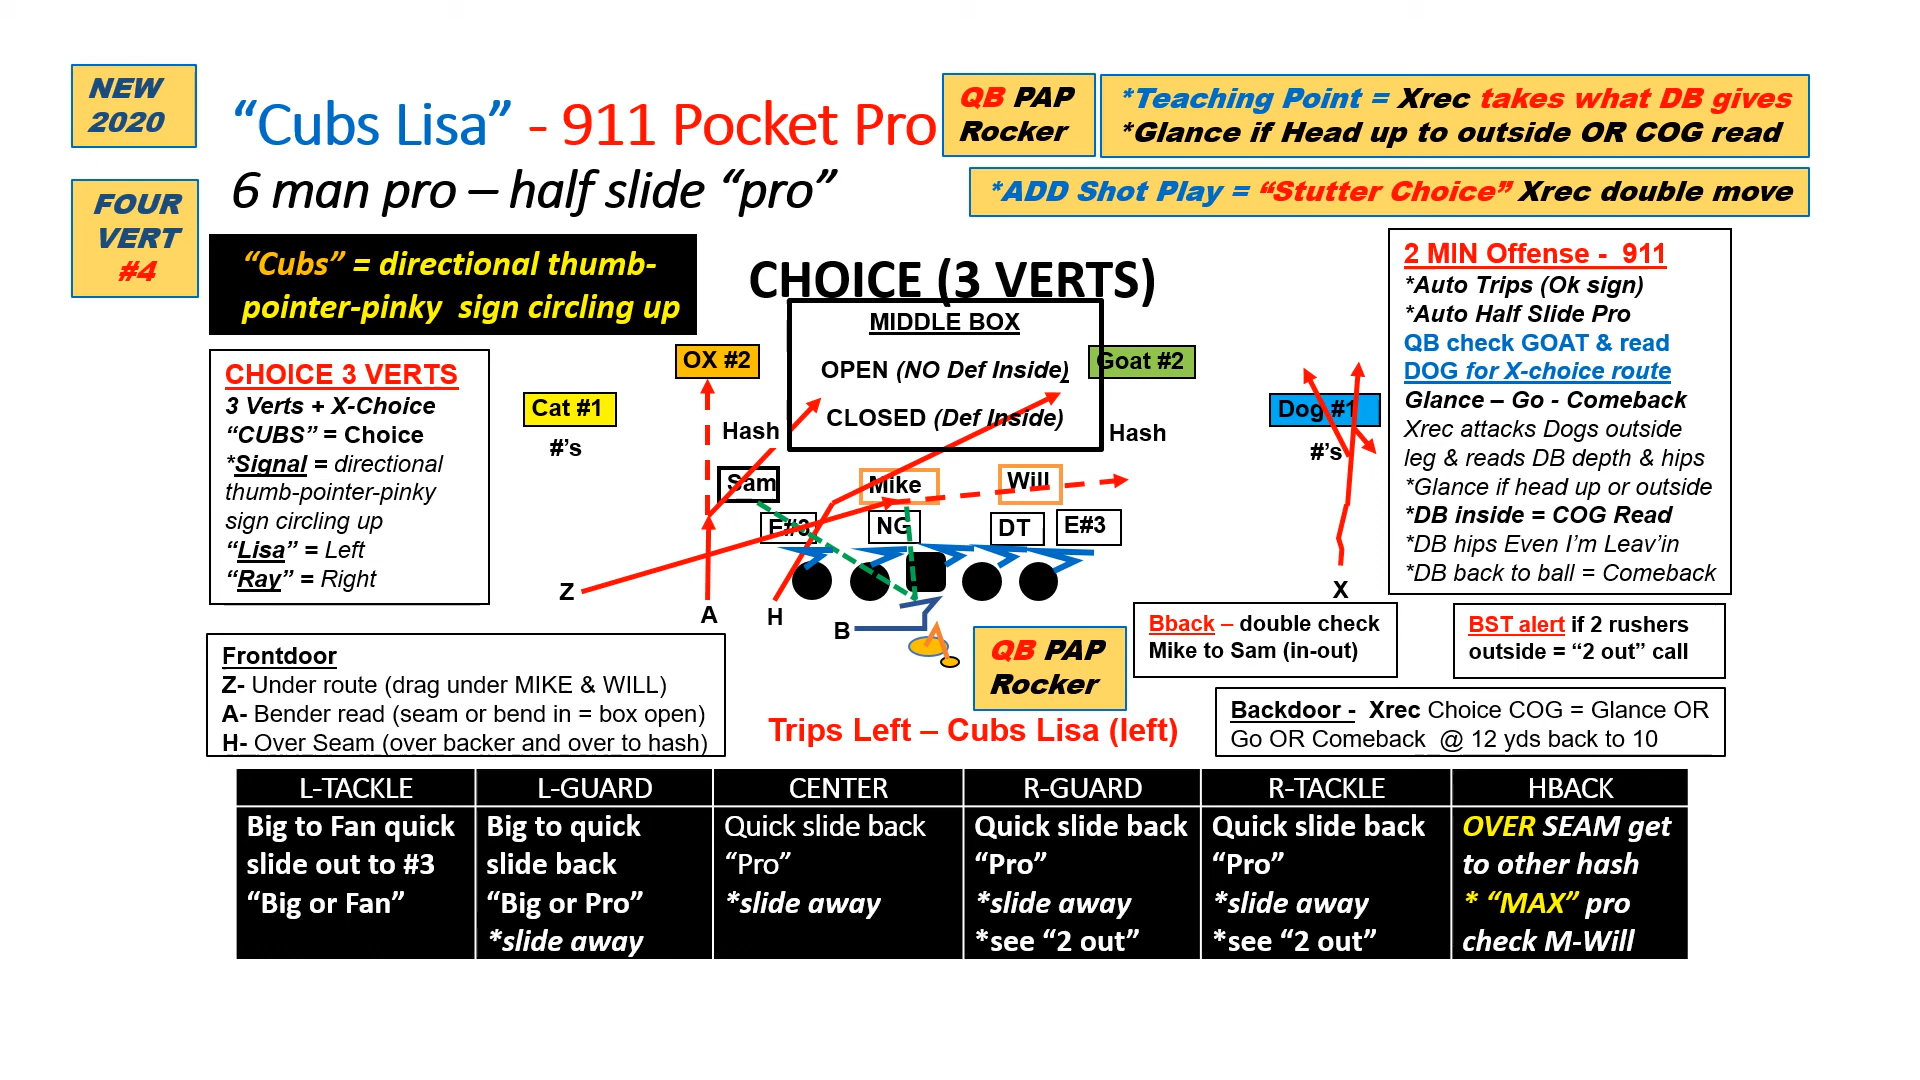 NEW
2020
“Cubs Lisa” - 911 Pocket Pro
6 man pro – half slide “pro”
QB PAP
Rocker
*Teaching Point = Xrec takes what DB gives
*Glance if Head up to outside OR COG read
*ADD Shot Play = “Stutter Choice” Xrec double move
FOUR
VERT
#4
“Cubs” = directional thumb-
pointer-pinky sign circling up
CHOICE (3 VERTS)
MIDDLE BOX
OPEN (NO Def Inside)
CLOSED (Def Inside)
CHOICE 3 VERTS
3 Verts + X-Choice
“CUBS” = Choice
*Signal = directional
thumb-pointer-pinky
sign circling up
“Lisa” = Left
“Ray” = Right
Cat #1
#’s
OX #2
Hash
Goat #2
Hash
Dog #1
#’s
2 MIN Offense - 911
*Auto Trips (Ok sign)
*Auto Half Slide Pro
QB check GOAT & read
DOG for X-choice route
Glance – Go - Comeback
Xrec attacks Dogs outside
leg & reads DB depth & hips
*Glance if head up or outside
*DB inside = COG Read
*DB hips Even I’m Leav’in
*DB back to ball = Comeback
Sam
Mike
Will
E#3
NG
DT
E#3
Z
A
H
B
X
QB PAP
Rocker
Bback – double check
Mike to Sam (in-out)
BST alert if 2 rushers
outside = “2 out” call
Frontdoor
Z- Under route (drag under MIKE & WILL)
A- Bender read (seam or bend in = box open)
H- Over Seam (over backer and over to hash)
Trips Left – Cubs Lisa (left)
Backdoor - Xrec Choice COG = Glance OR
Go OR Comeback @ 12 yds back to 10
L-TACKLE
Big to Fan quick
slide out to #3
“Big or Fan”
L-GUARD
Big to quick
slide back
“Big or Pro”
*slide away
CENTER
Quick slide back
“Pro”
*slide away
R-GUARD
Quick slide back
“Pro”
*slide away
*see “2 out”
R-TACKLE
Quick slide back
“Pro”
*slide away
*see “2 out”
HBACK
OVER SEAM get
to other hash
* “MAX” pro
check M-Will